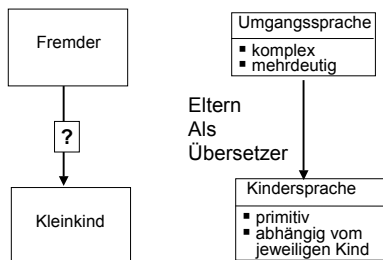 Fremder
?
Kleinkind
Umgangssprache
▪ komplex
▪ mehrdeutig
Eltern
Als
Übersetzer
Kindersprache
▪ primitiv
▪ abhängig vom
jeweiligen Kind